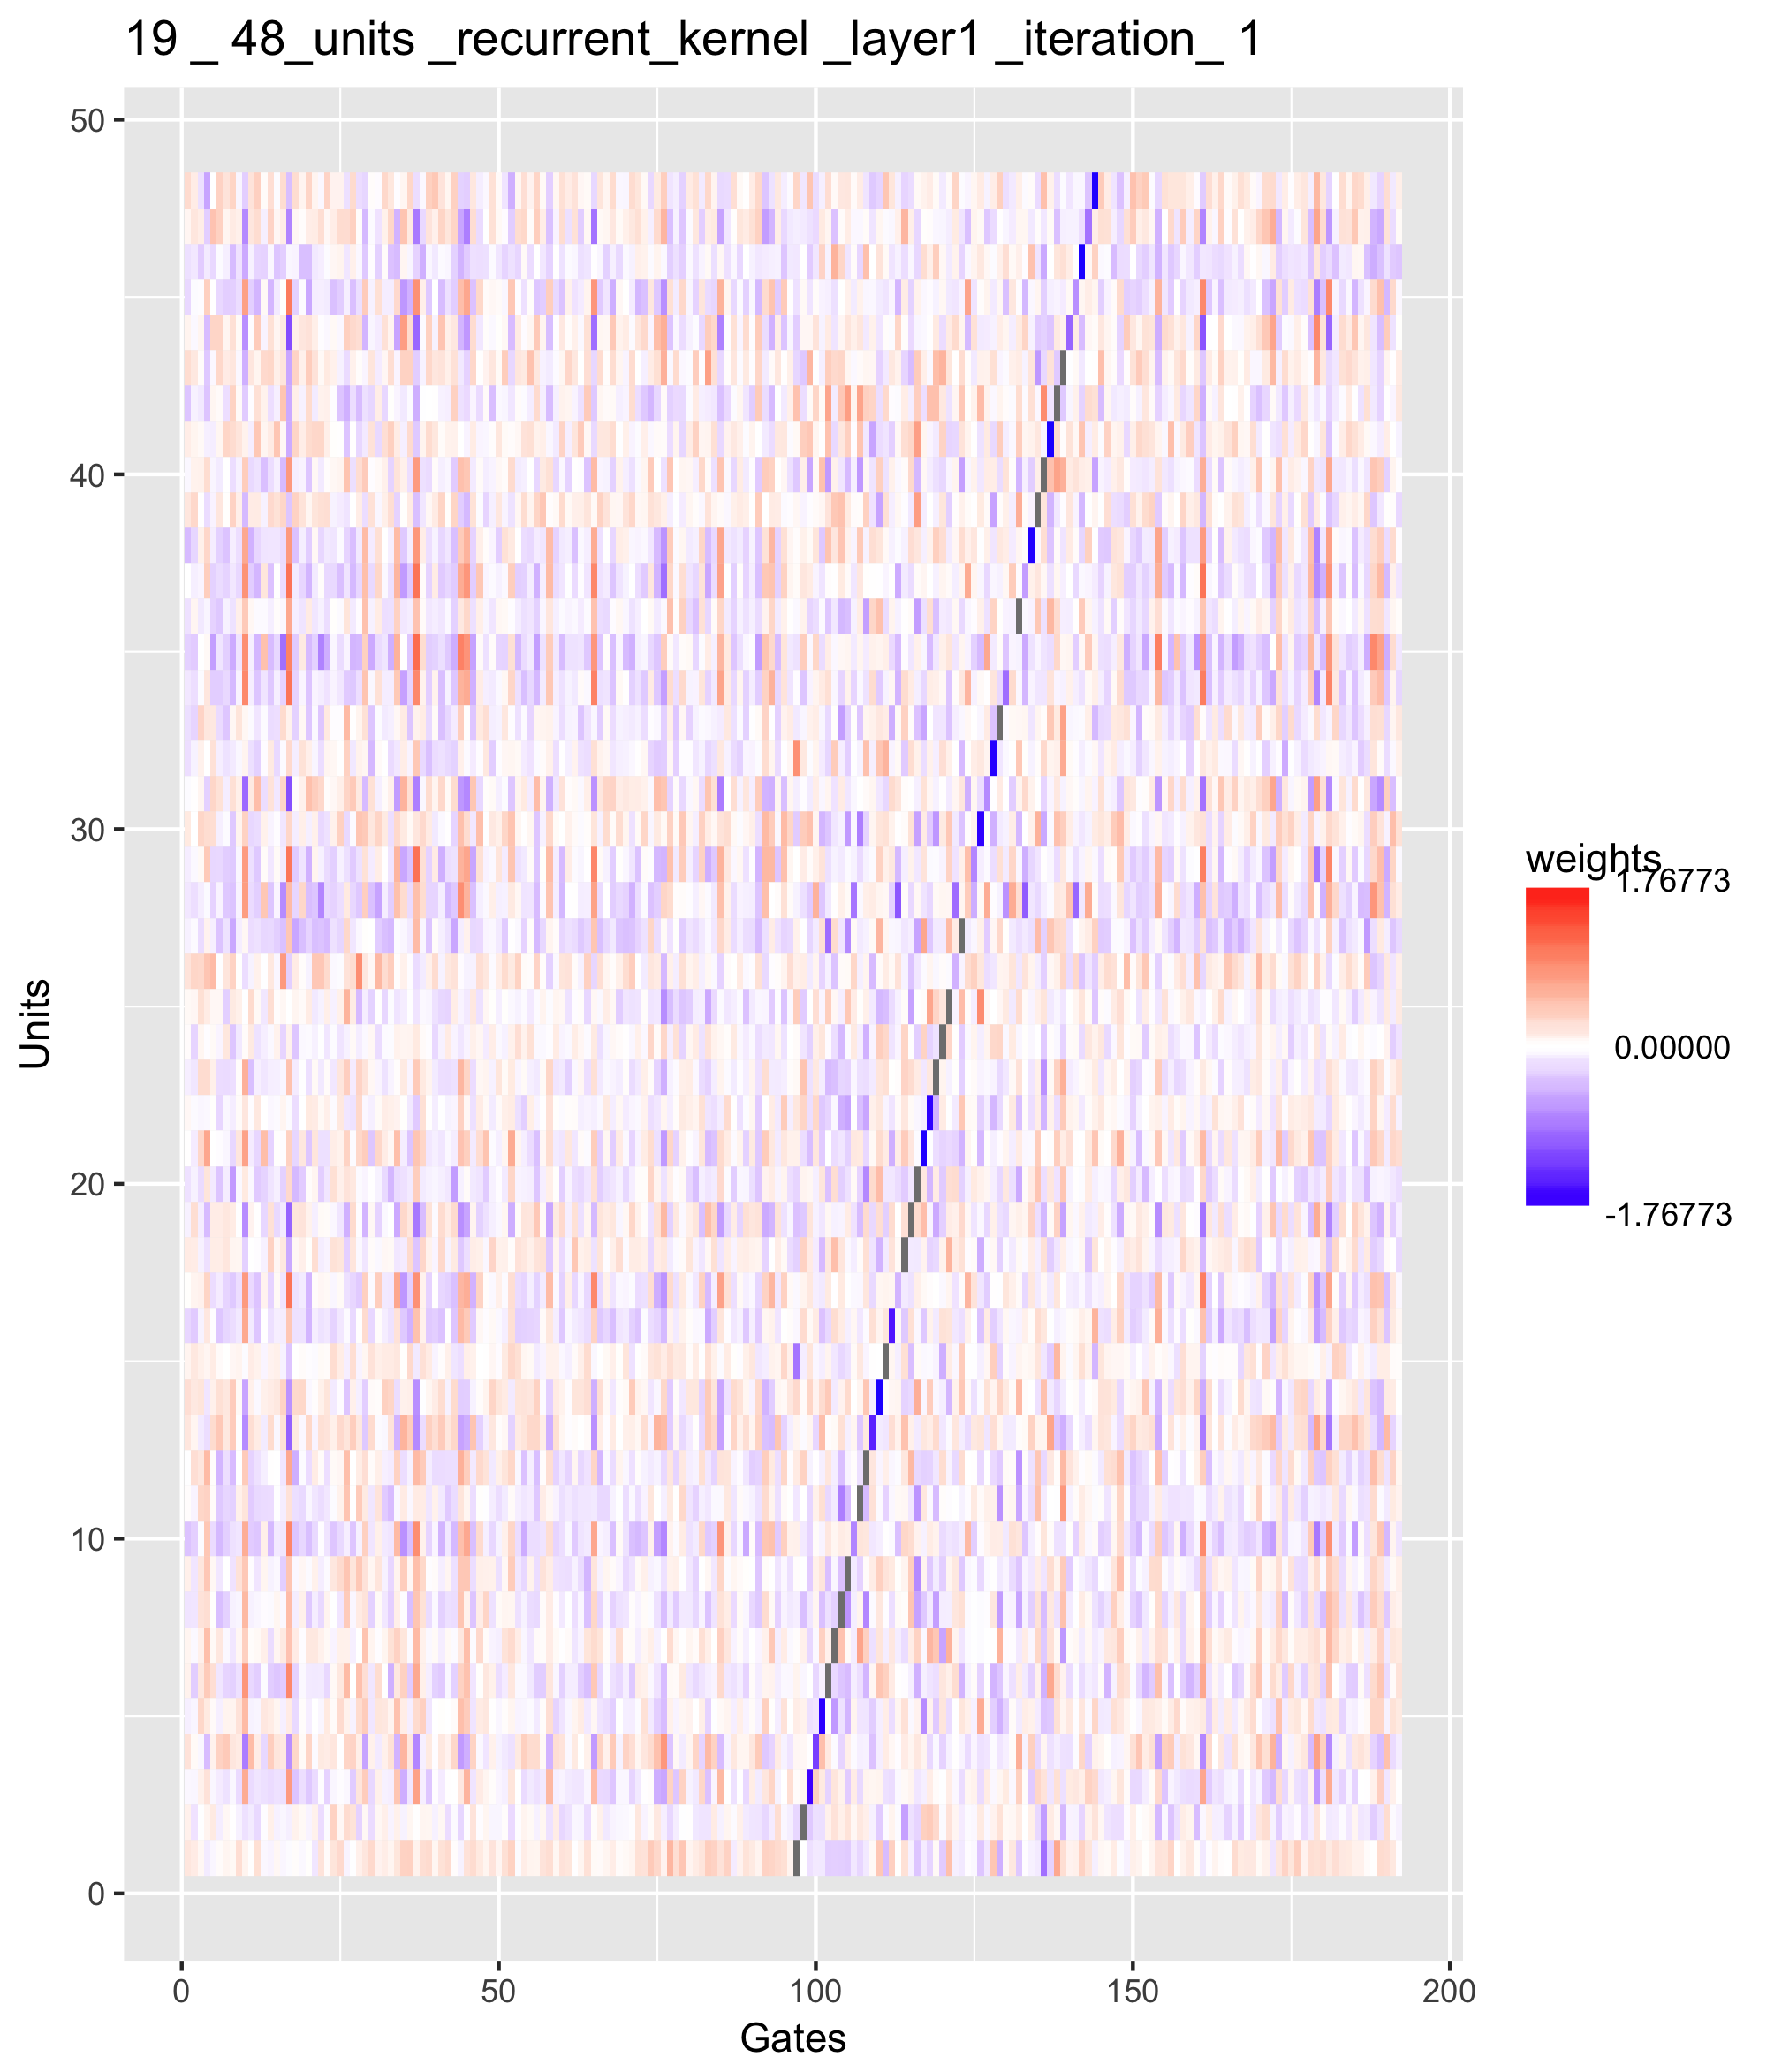 19 _ 48_units _recurrent_kernel _layer1 _iteration_ 1
50
40
30
20
10
0
Units
0 50 100 150 200
Gates
weights
1.76773
0.00000
-1.76773